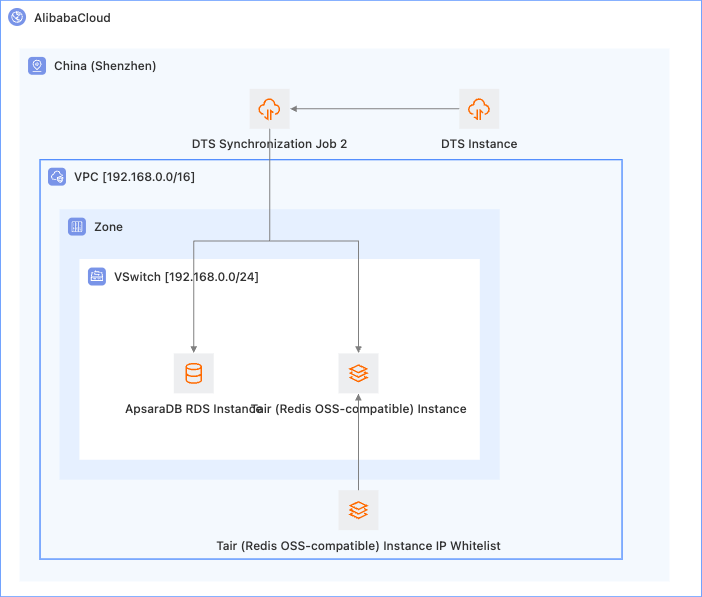 AlibabaCloud
China (Shenzhen)
DTS Synchronization Job 2
DTS Instance
VPC [192.168.0.0/16]
Zone
VSwitch [192.168.0.0/24]
ApsaraDB RDS Instance
Tair (Redis OSS-compatible) Instance
Tair (Redis OSS-compatible) Instance IP Whitelist